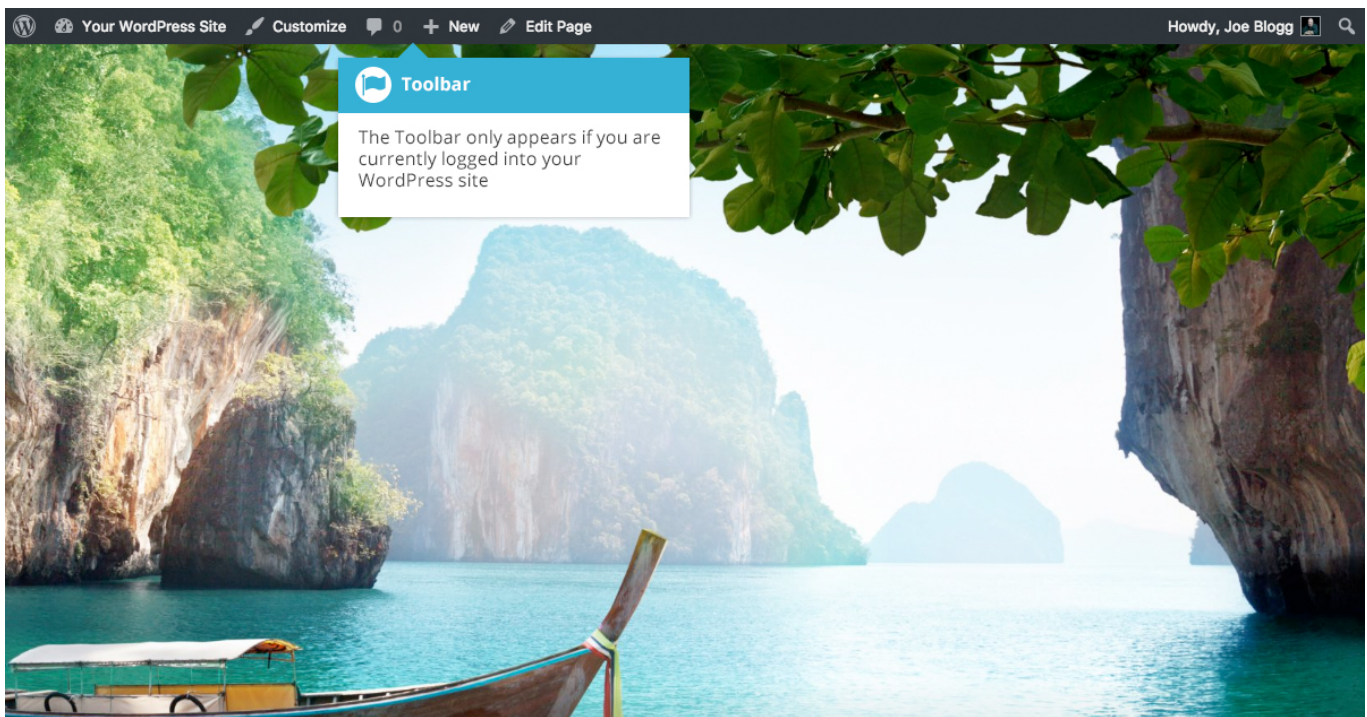 Your WordPress Site Customize 0 New Edit Page Howdy, Joe Blogg
Toolbar
The Toolbar only appears if you are
currently logged into your
WordPress site